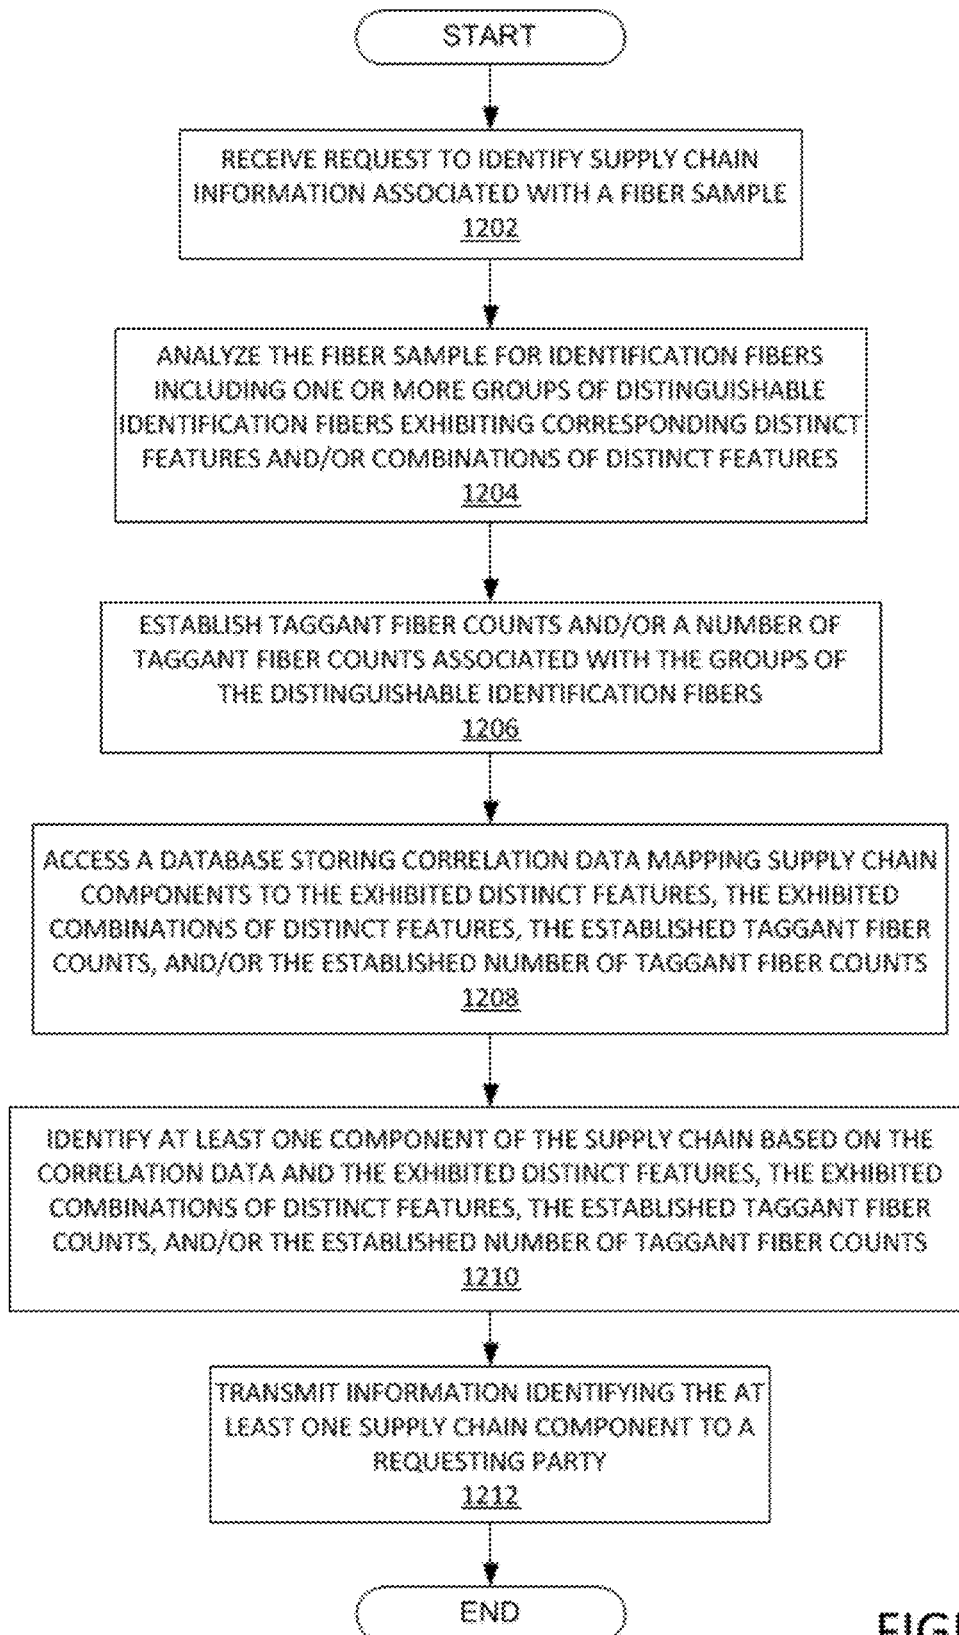 START
RECEIVE REQUEST TO IDENTIFY SUPPLY CHAIN
INFORMATION ASSOCIATED WITH A FIBER SAMPLE
1202
ANALYZE THE FIBER SAMPLE FOR IDENTIFICATION FIBERS
INCLUDING ONE OR MORE GROUPS OF DISTINGUISHABLE
IDENTIFICATION FIBERS EXHIBITING CORRESPONDING DISTINCT
FEATURES AND/OR COMBINATIONS OF DISTINCT FEATURES
1204
ESTABLISH TAGGANT FIBER COUNTS AND/OR A NUMBER OF
TAGGANT FIBER COUNTS ASSOCIATED WITH THE GROUPS OF
THE DISTINGUISHABLE IDENTIFICATION FIBERS
1206
ACCESS A DATABASE STORING CORRELATION DATA MAPPING SUPPLY CHAIN
COMPONENTS TO THE EXHIBITED DISTINCT FEATURES, THE EXHIBITED
COMBINATIONS OF DISTINCT FEATURES, THE ESTABLISHED TAGGANT FIBER
COUNTS, AND/OR THE ESTABLISHED NUMBER OF TAGGANT FIBER COUNTS
1208
IDENTIFY AT LEAST ONE COMPONENT OF THE SUPPLY CHAIN BASED ON THE
CORRELATION DATA AND THE EXHIBITED DISTINCT FEATURES, THE EXHIBITED
COMBINATIONS OF DISTINCT FEATURES, THE ESTABLISHED TAGGANT FIBER
COUNTS, AND/OR THE ESTABLISHED NUMBER OF TAGGANT FIBER COUNTS
1210
TRANSMIT INFORMATION IDENTIFYING THE AT
LEAST ONE SUPPLY CHAIN COMPONENT TO A
REQUESTING PARTY
1212
END